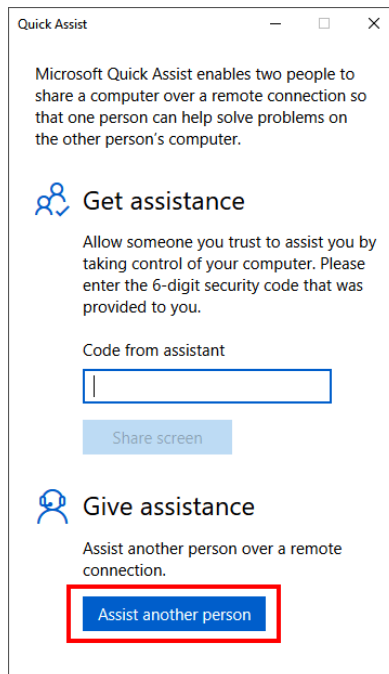 Quick Assist
Microsoft Quick Assist enables two people to
share a computer over a remote connection so
that one person can help solve problems on
the other person's computer.
Get assistance
Allow someone you trust to assist you by
taking control of your computer. Please
enter the 6-digit security code that was
provided to you.
Code from assistant
Share screen
Give assistance
Assist another person over a remote
connection.
Assist another person